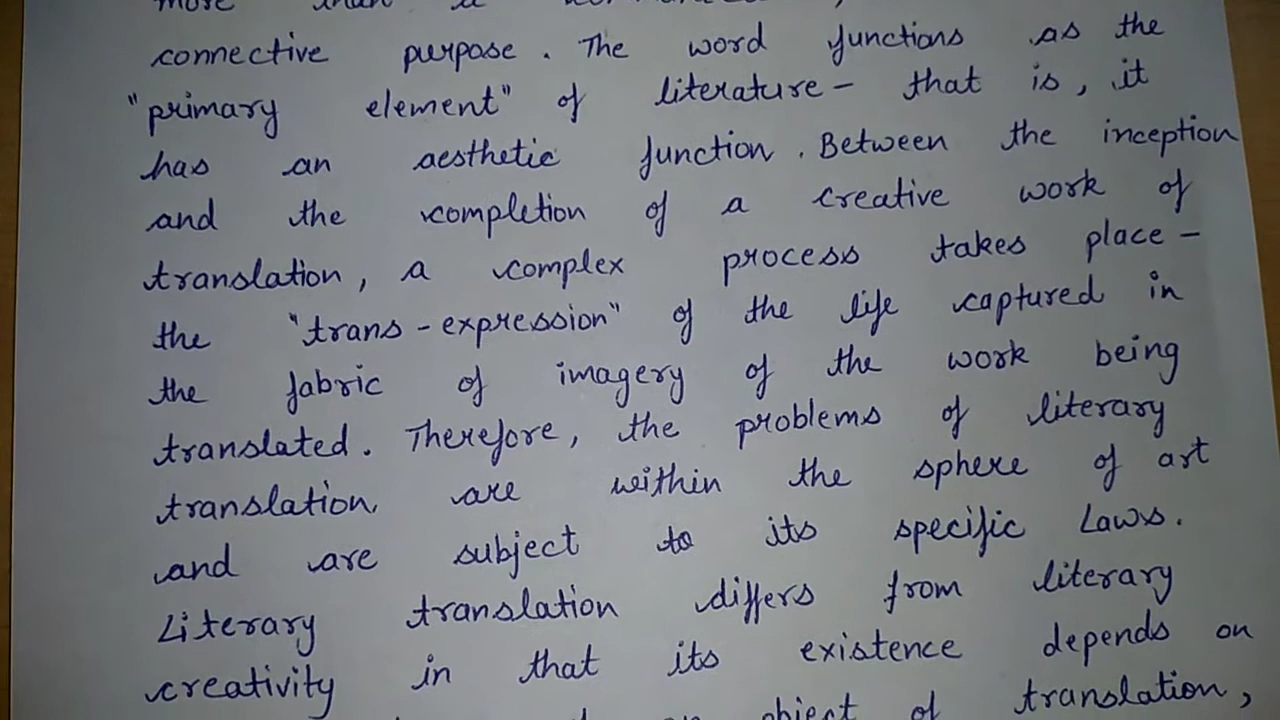 more than a
connective purpose. The word functions as the
"primary element" of literature - that is, it
has an aesthetic function. Between the inception
and the completion of a creative work of
translation, a complex process takes place -
the "trans-expression" of the life captured in
the fabric of imagery of the work being
translated. Therefore, the problems of literary
translation, are within the sphere of art
and are subject to its specific Laws.
Literary translation differs from literary
creativity in that its existence depends on
object of translation,